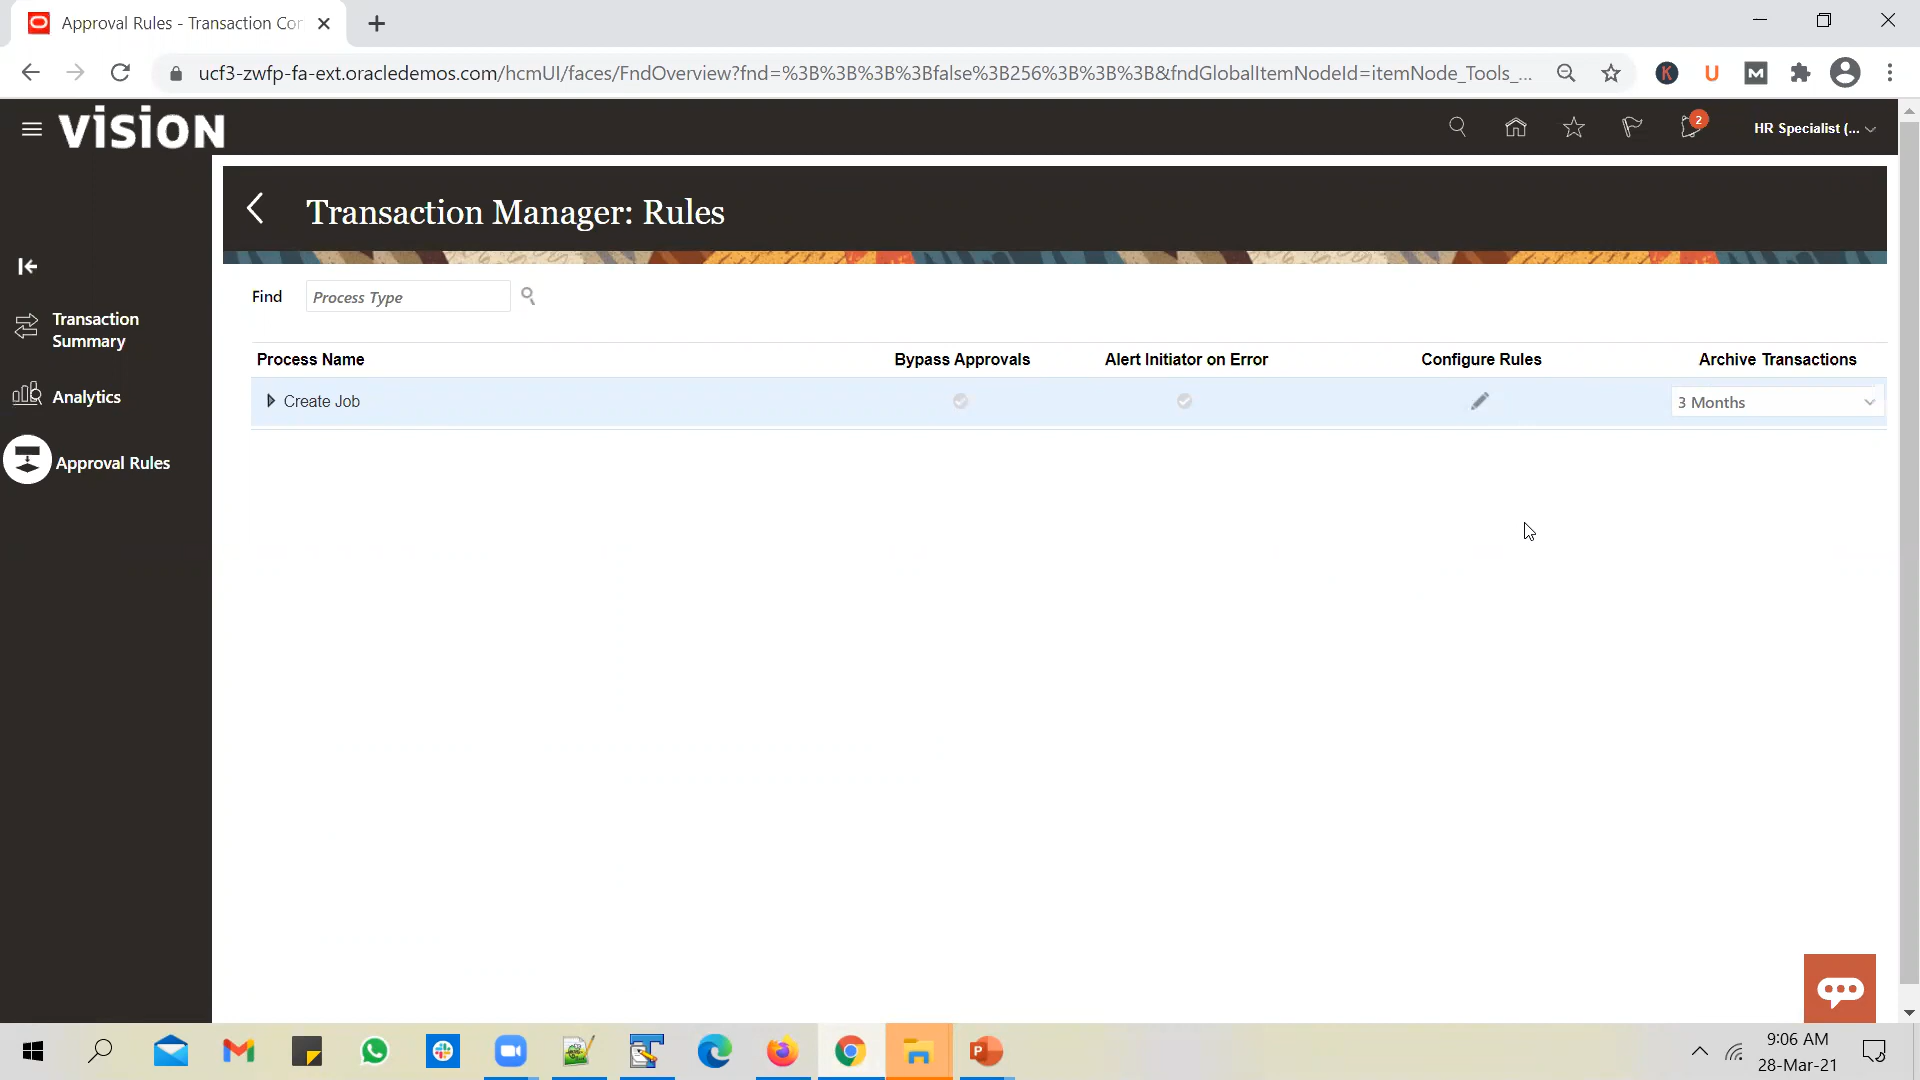 Approval Rules - Transaction Cor
ucf3-zwfp-fa-ext.oracledemos.com/hcmUI/faces/FndOverview?fnd=%3B%3B%3B%3Bfalse%3B256%3B%3B%3B&fndGlobalItemNodeId=itemNode_Tools_...
K
U
M
vision
2
HR Specialist (...
Transaction Manager: Rules
Find
Process Type
Transaction
Summary
Analytics
Approval Rules
Process Name
Bypass Approvals
Alert Initiator on Error
Configure Rules
Archive Transactions
Create Job
3 Months
9:06 AM
28-Mar-21